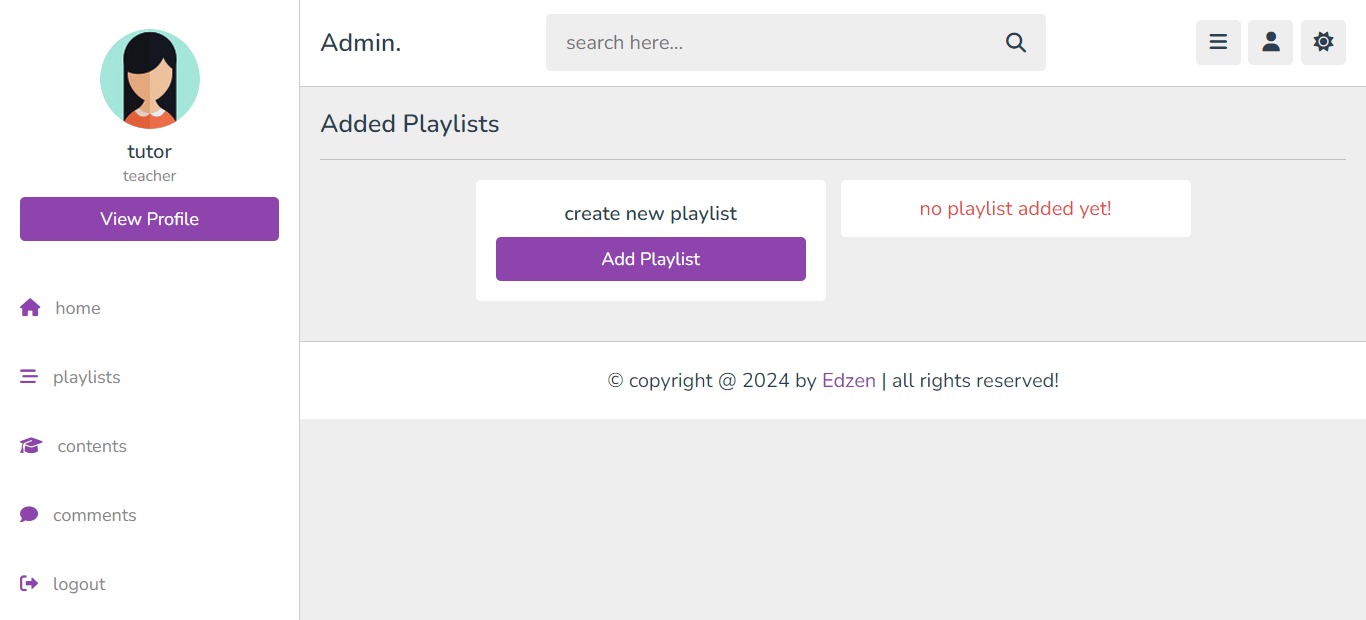 tutor
teacher
View Profile
home
playlists
contents
comments
logout
Admin.
search here...
Added Playlists
create new playlist
Add Playlist
no playlist added yet!
© copyright @ 2024 by Edzen | all rights reserved!